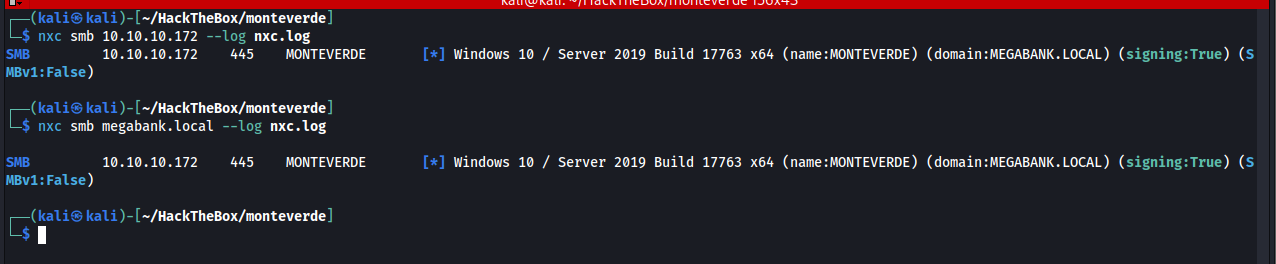 kali@kali: ~/HackTheBox/monteverde 156x43
┌──(kali㉿kali)-[~/HackTheBox/monteverde]
└─$ nxc smb 10.10.10.172 --log nxc.log
SMB         10.10.10.172    445    MONTEVERDE       [*] Windows 10 / Server 2019 Build 17763 x64 (name:MONTEVERDE) (domain:MEGABANK.LOCAL) (signing:True) (S
MBv1:False)
┌──(kali㉿kali)-[~/HackTheBox/monteverde]
└─$ nxc smb megabank.local --log nxc.log
SMB         10.10.10.172    445    MONTEVERDE       [*] Windows 10 / Server 2019 Build 17763 x64 (name:MONTEVERDE) (domain:MEGABANK.LOCAL) (signing:True) (S
MBv1:False)
┌──(kali㉿kali)-[~/HackTheBox/monteverde]
└─$